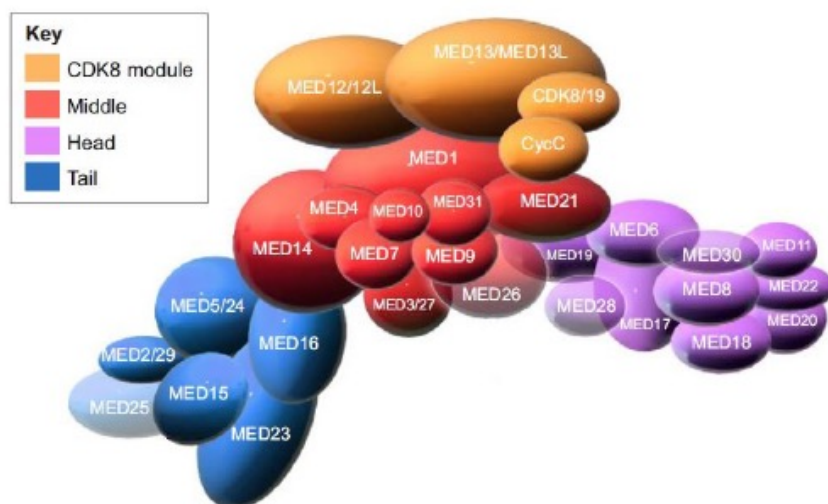 Key
CDK8 module
Middle
Head
Tail
MED13/MED13L
MED12/12L
CDK8/19
CycC
MED1
MED4
MED10
MED31
MED21
MED14
MED7
MED9
MED19
MED6
MED30
MED11
MED3/27
MED26
MED28
MED17
MED8
MED22
MED20
MED18
MED5/24
MED16
MED2/29
MED15
MED25
MED23